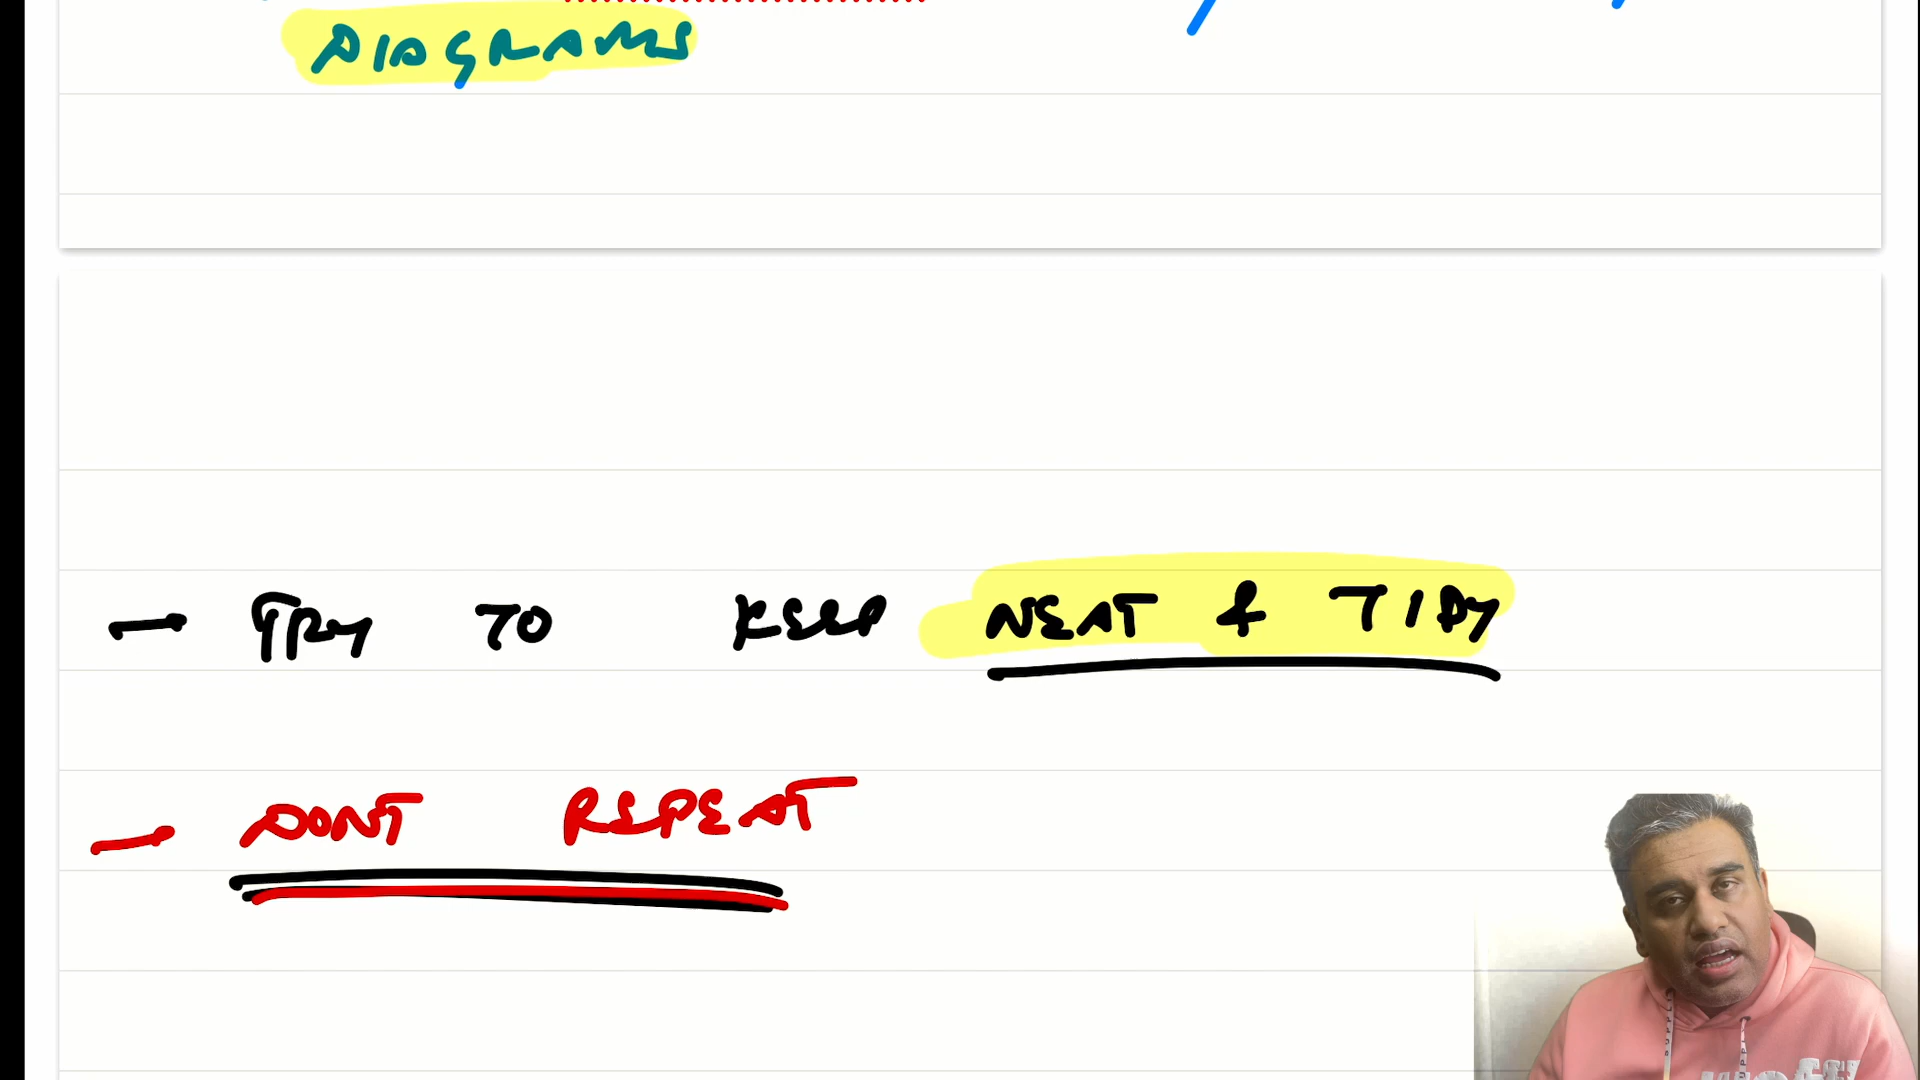 DIAGRAMS
- TRY TO KEEP NEAT & TIDY
- DONT REPEAT